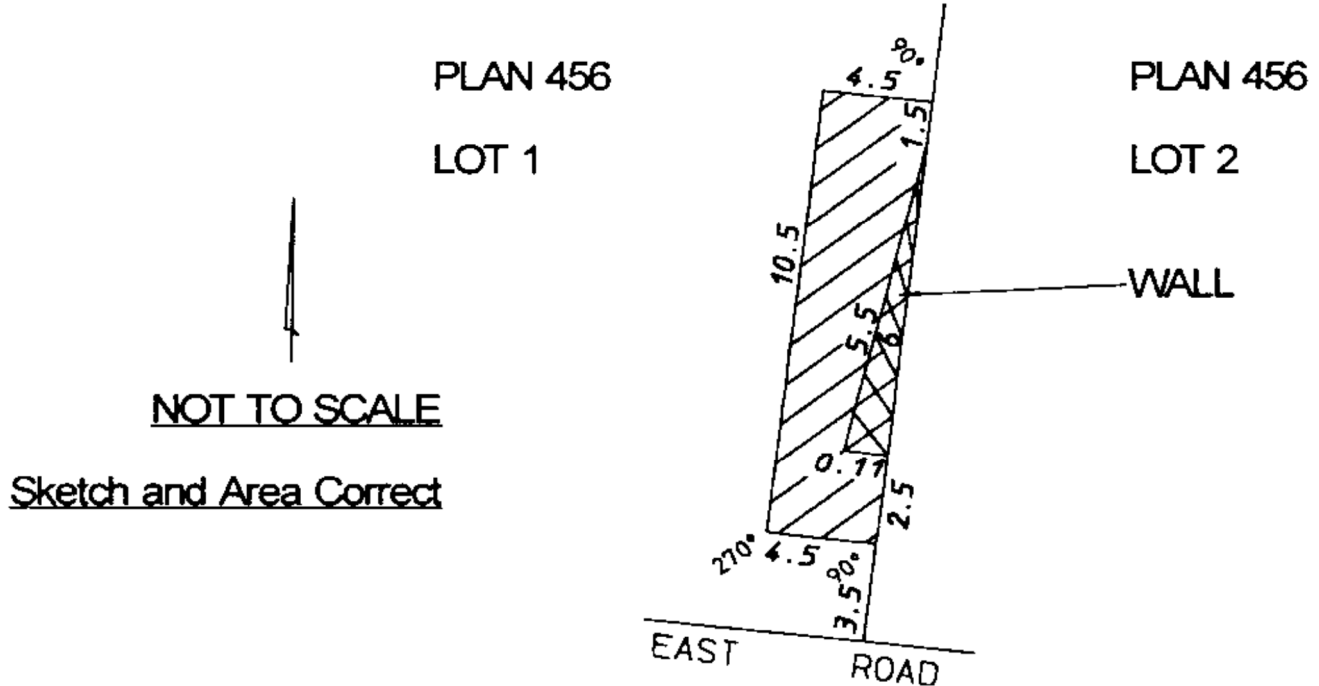 90°
PLAN 456
4.5
PLAN 456
1.5
LOT 1
LOT 2
10.5
WALL
5.5
6
NOT TO SCALE
0.11
Sketch and Area Correct
2.5
270°
4.5
90°
3.5
EAST ROAD